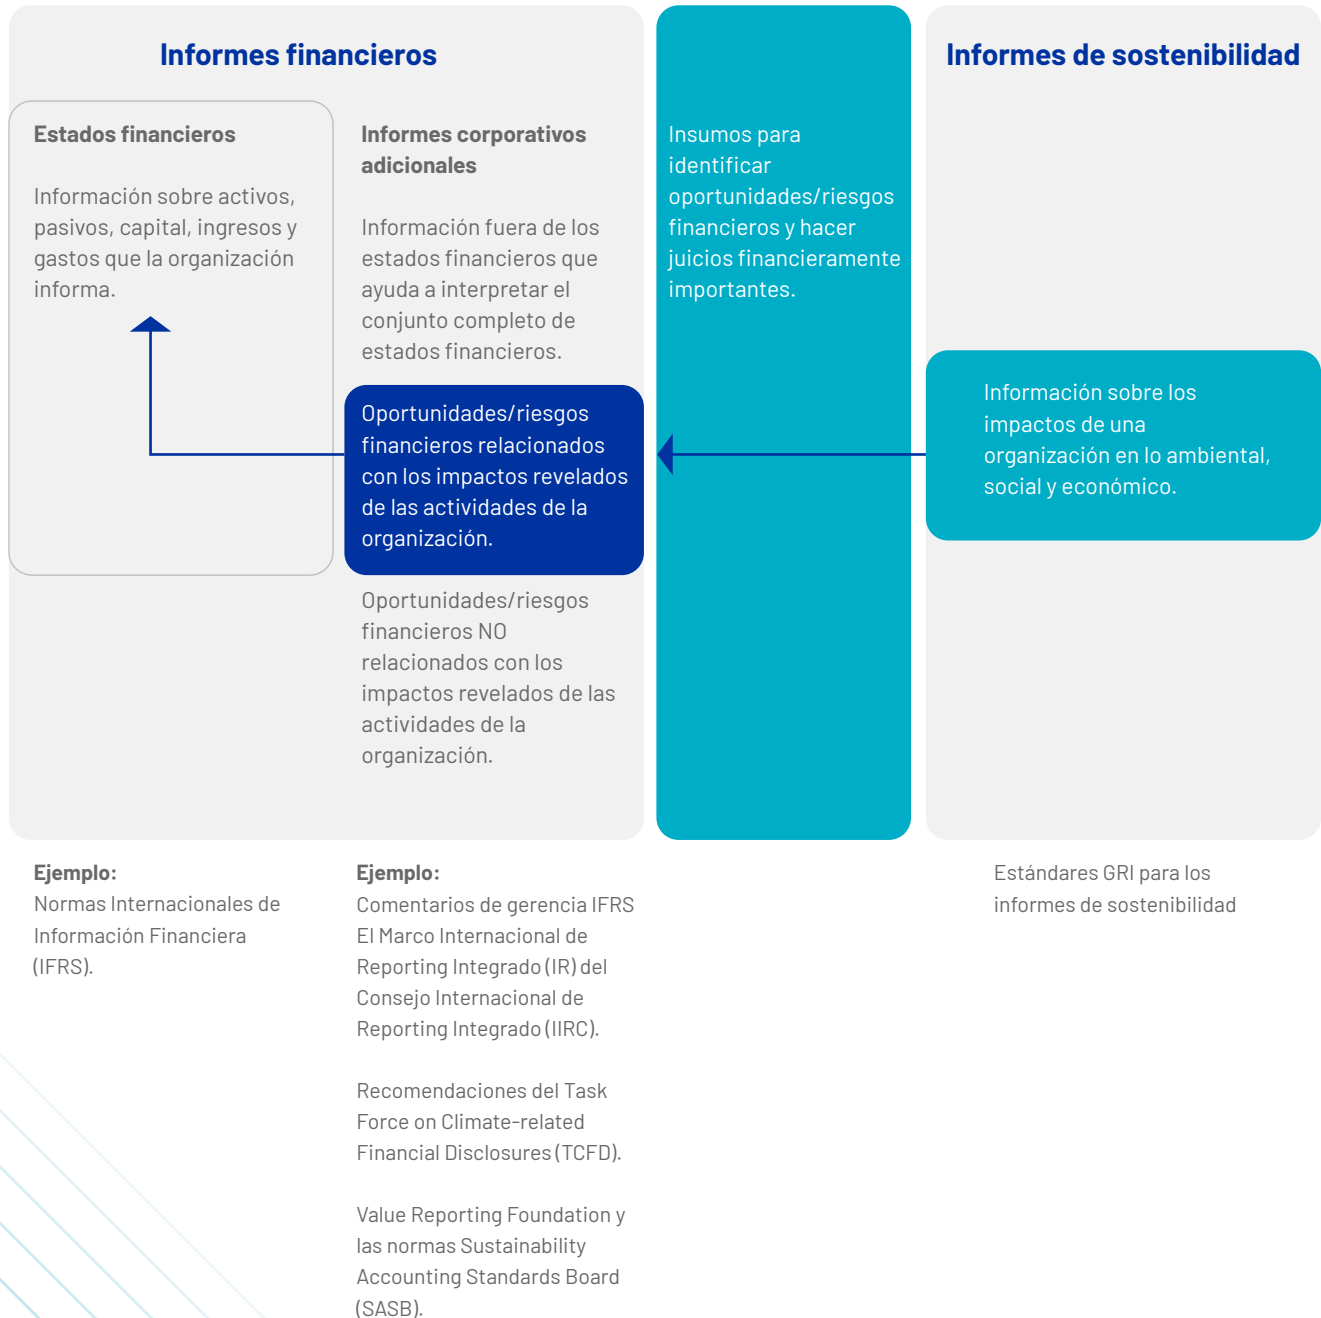 Informes financieros
Estados financieros
Información sobre activos,
pasivos, capital, ingresos y
gastos que la organización
informa.
Informes corporativos
adicionales
Información fuera de los
estados financieros que
ayuda a interpretar el
conjunto completo de
estados financieros.
Oportunidades/riesgos
financieros relacionados
con los impactos revelados
de las actividades de la
organización.
Oportunidades/riesgos
financieros NO
relacionados con los
impactos revelados de las
actividades de la
organización.
Insumos para
identificar
oportunidades/riesgos
financieros y hacer
juicios financieramente
importantes.
Informes de sostenibilidad
Información sobre los
impactos de una
organización en lo ambiental,
social y económico.
Ejemplo:
Normas Internacionales de
Información Financiera
(IFRS).
Ejemplo:
Comentarios de gerencia IFRS
El Marco Internacional de
Reporting Integrado (IR) del
Consejo Internacional de
Reporting Integrado (IIRC).
Recomendaciones del Task
Force on Climate-related
Financial Disclosures (TCFD).
Value Reporting Foundation y
las normas Sustainability
Accounting Standards Board
(SASB).
Estándares GRI para los
informes de sostenibilidad